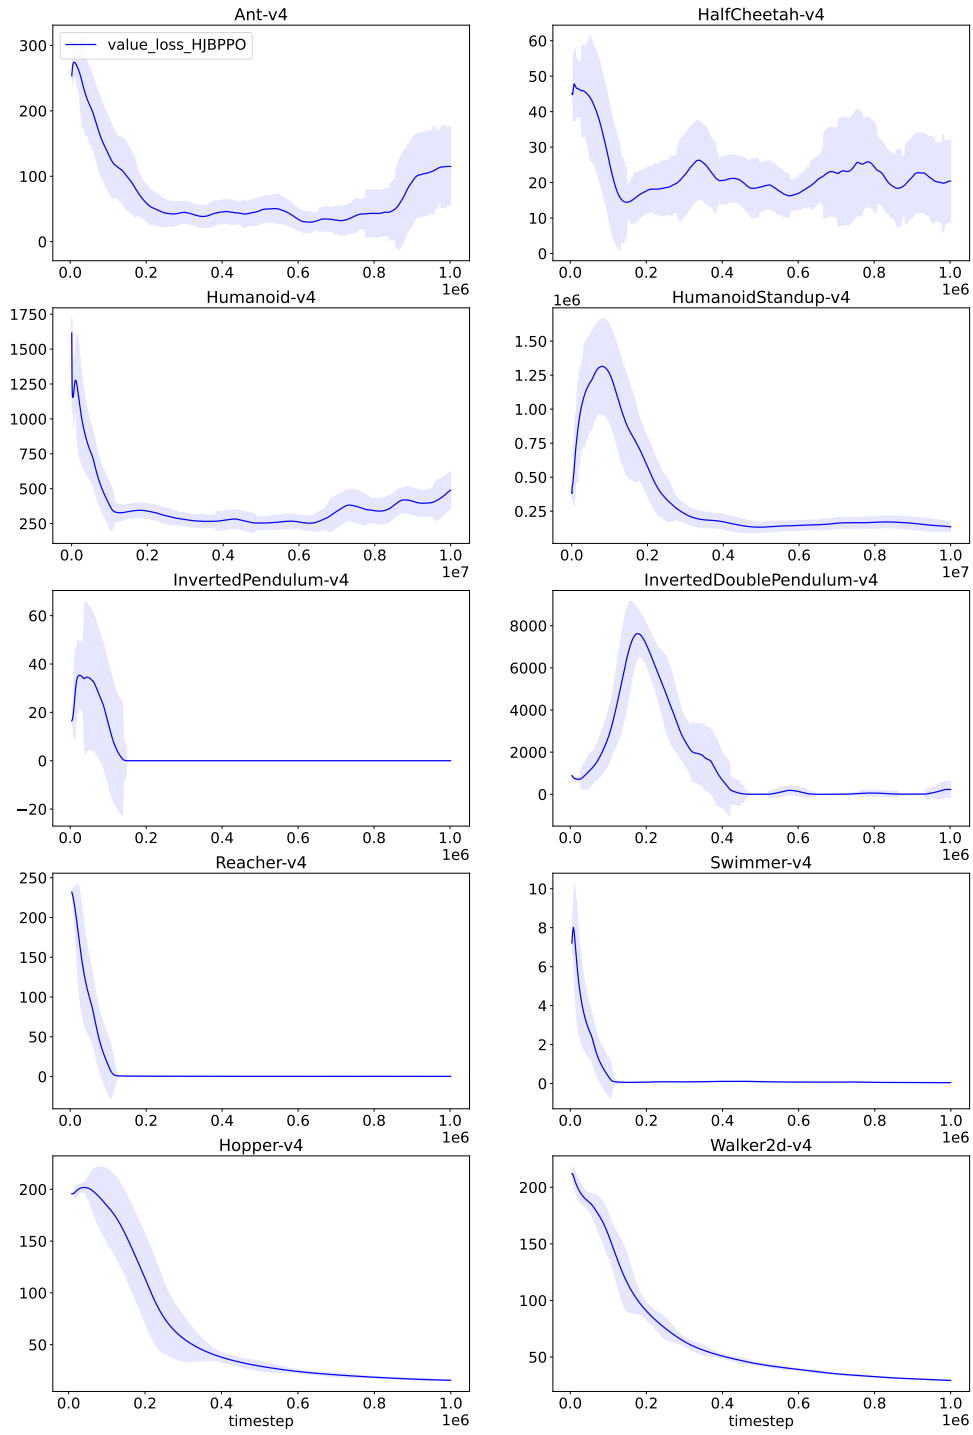 Ant-v4
value_loss_HJBPPO
300
200
100
0
0.0 0.2 0.4 0.6 0.8 1.0
1e6
HalfCheetah-v4
60
50
40
30
20
10
0
0.0 0.2 0.4 0.6 0.8 1.0
1e6
Humanoid-v4
1750
1500
1250
1000
750
500
250
0.0 0.2 0.4 0.6 0.8 1.0
1e7
HumanoidStandup-v4
1e6
1.50
1.25
1.00
0.75
0.50
0.25
0.0 0.2 0.4 0.6 0.8 1.0
1e7
InvertedPendulum-v4
60
40
20
0
−20
0.0 0.2 0.4 0.6 0.8 1.0
1e6
InvertedDoublePendulum-v4
8000
6000
4000
2000
0
0.0 0.2 0.4 0.6 0.8 1.0
1e6
Reacher-v4
250
200
150
100
50
0
0.0 0.2 0.4 0.6 0.8 1.0
1e6
Swimmer-v4
10
8
6
4
2
0
0.0 0.2 0.4 0.6 0.8 1.0
1e6
Hopper-v4
200
150
100
50
0.0 0.2 0.4 0.6 0.8 1.0
timestep
1e6
Walker2d-v4
200
150
100
50
0.0 0.2 0.4 0.6 0.8 1.0
timestep
1e6